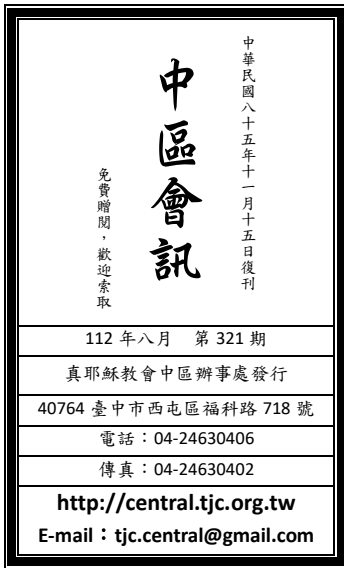 中華民國八十五年十一月十五日復刊
中區會訊
免費贈閱，歡迎索取
112 年八月 第 321 期
真耶穌教會中區辦事處發行
40764 臺中市西屯區福科路 718 號
電話：04-24630406
傳真：04-24630402
http://central.tjc.org.tw
E-mail：tjc.central@gmail.com